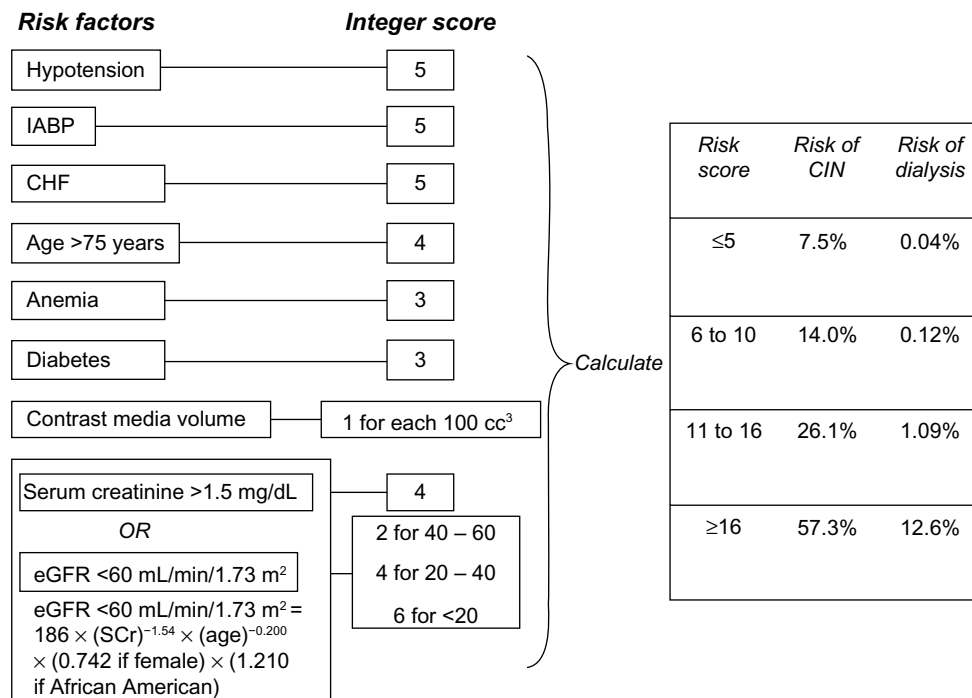 Risk factors Integer score
Hypotension 5
IABP 5
CHF 5
Age >75 years 4
Anemia 3
Diabetes 3
Contrast media volume 1 for each 100 cc³
Serum creatinine >1.5 mg/dL 4
OR
eGFR <60 mL/min/1.73 m²
2 for 40 – 60
4 for 20 – 40
6 for <20
eGFR <60 mL/min/1.73 m² =
186 × (SCr)⁻¹·⁵⁴ × (age)⁻⁰·²⁰⁰
× (0.742 if female) × (1.210
if African American)
Calculate
Risk Risk of Risk of
score CIN dialysis
≤5 7.5% 0.04%
6 to 10 14.0% 0.12%
11 to 16 26.1% 1.09%
≥16 57.3% 12.6%